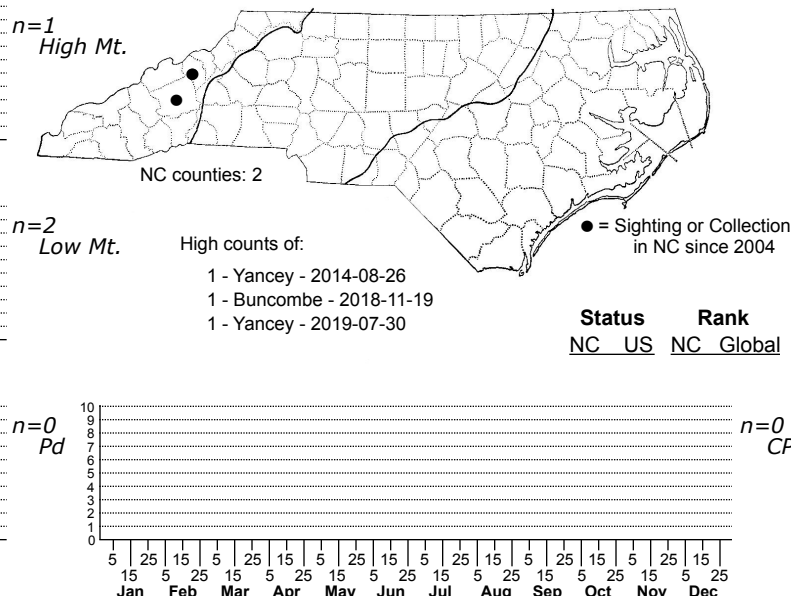 n=1
High Mt.
NC counties: 2
n=2
Low Mt.
High counts of:
1 - Yancey - 2014-08-26
1 - Buncombe - 2018-11-19
1 - Yancey - 2019-07-30
● = Sighting or Collection
in NC since 2004
Status Rank
NC US NC Global
n=0
Pd
10
9
8
7
6
5
4
3
2
1
0
n=0
CP
5 25 15 5 25 15 5 25 15 5 25 15 5 25 15 5 25 15
15 5 25 15 5 25 15 5 25 15 5 25 15 5 25 15 5 25
Jan Feb Mar Apr May Jun Jul Aug Sep Oct Nov Dec